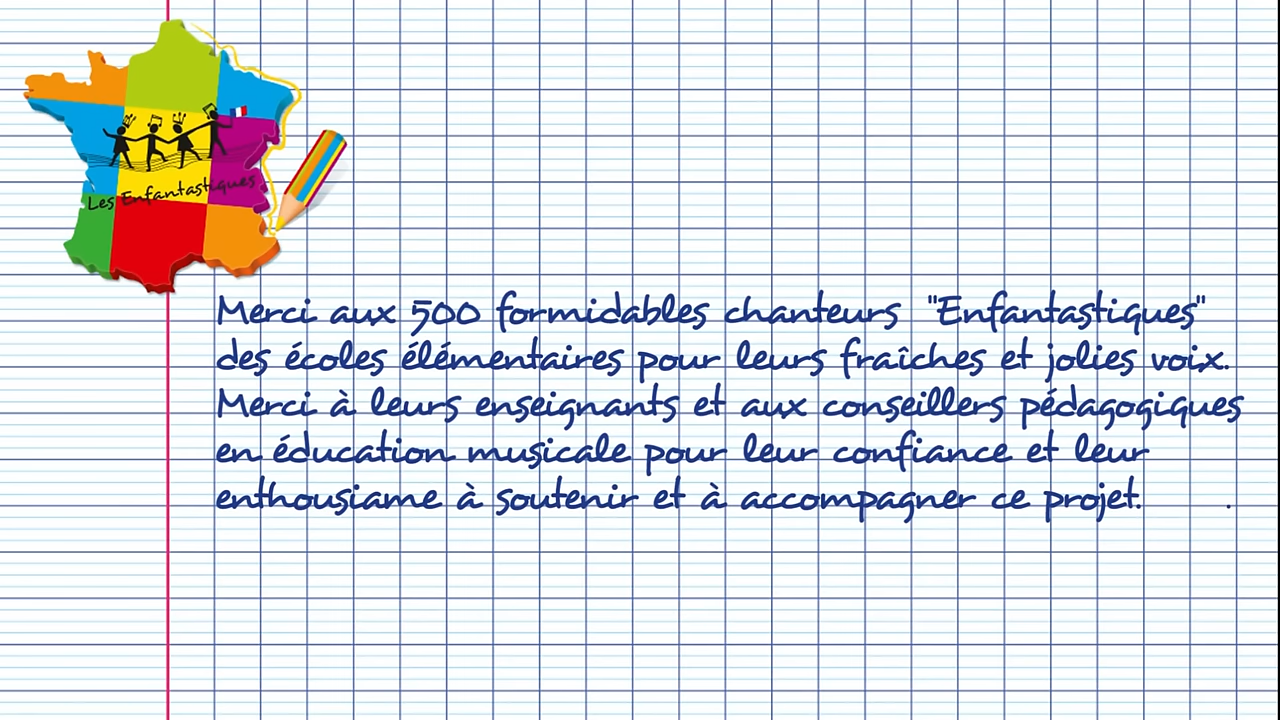 Les Enfantastiques
Merci aux 500 formidables chanteurs "Enfantastiques"
des écoles élémentaires pour leurs fraîches et jolies voix.
Merci à leurs enseignants et aux conseillers pédagogiques
en éducation musicale pour leur confiance et leur
enthousiame à soutenir et à accompagner ce projet. .